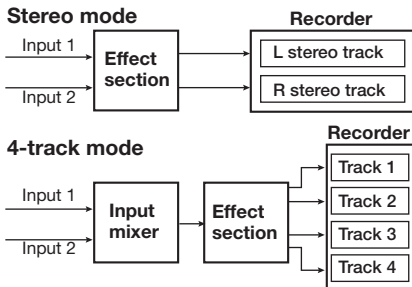 Stereo mode
Recorder
Input 1
Effect
section
L stereo track
Input 2
R stereo track
Recorder
4-track mode
Input 1
Input
mixer
Effect
section
Track 1
Track 2
Input 2
Track 3
Track 4